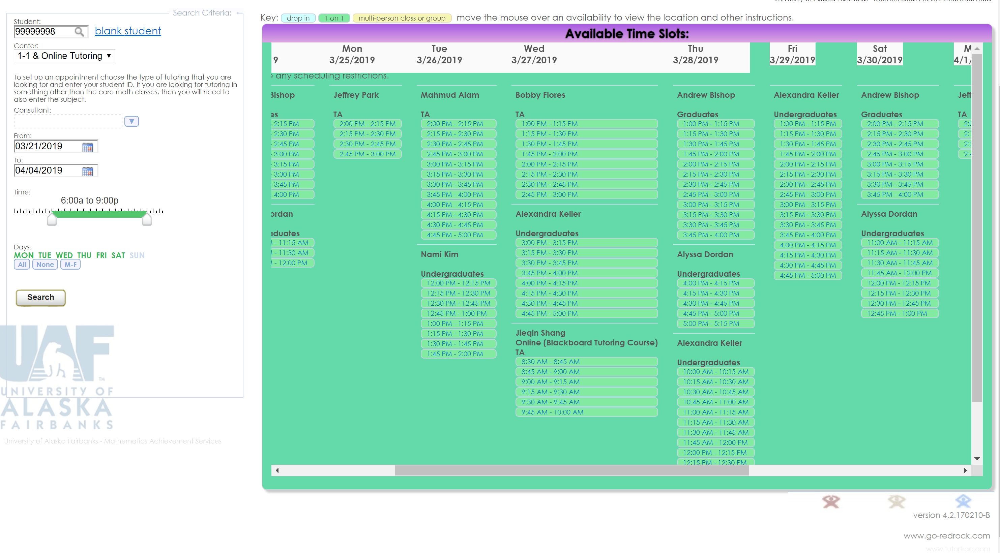 Search Criteria:
Student:
99999998
blank student
Center:
1-1 & Online Tutoring
To set up an appointment choose the type of tutoring that you are
looking for and enter your student ID. If you are looking for tutoring in
something other than the core math classes, then you will need to
also enter the subject.
Consultant:
From:
03/21/2019
To:
04/04/2019
Time:
6:00a to 9:00p
Days:
MON TUE WED THU FRI SAT SUN
All None M-F
Search
UAF
TM
UNIVERSITY OF
ALASKA
FAIRBANKS
University of Alaska Fairbanks - Mathematics Achievement Services
University of Alaska Fairbanks - Mathematics Achievement Services
Key: drop in 1 on 1 multi-person class or group move the mouse over an availability to view the location and other instructions.
Available Time Slots:
9
any scheduling restrictions.
Bishop
es
2:15 PM
2:30 PM
2:45 PM
3:00 PM
3:15 PM
3:30 PM
3:45 PM
4:00 PM
ordan
aduates
- 11:15 AM
- 11:30 AM
- 12:00 PM
Mon
3/25/2019
Jeffrey Park
TA
2:00 PM - 2:15 PM
2:15 PM - 2:30 PM
2:30 PM - 2:45 PM
2:45 PM - 3:00 PM
Tue
3/26/2019
Mahmud Alam
TA
2:00 PM - 2:15 PM
2:15 PM - 2:30 PM
2:30 PM - 2:45 PM
2:45 PM - 3:00 PM
3:00 PM - 3:15 PM
3:15 PM - 3:30 PM
3:30 PM - 3:45 PM
3:45 PM - 4:00 PM
4:00 PM - 4:15 PM
4:15 PM - 4:30 PM
4:30 PM - 4:45 PM
4:45 PM - 5:00 PM
Nami Kim
Undergraduates
12:00 PM - 12:15 PM
12:15 PM - 12:30 PM
12:30 PM - 12:45 PM
12:45 PM - 1:00 PM
1:00 PM - 1:15 PM
1:15 PM - 1:30 PM
1:30 PM - 1:45 PM
1:45 PM - 2:00 PM
Wed
3/27/2019
Bobby Flores
TA
1:00 PM - 1:15 PM
1:15 PM - 1:30 PM
1:30 PM - 1:45 PM
1:45 PM - 2:00 PM
2:00 PM - 2:15 PM
2:15 PM - 2:30 PM
2:30 PM - 2:45 PM
2:45 PM - 3:00 PM
Alexandra Keller
Undergraduates
3:00 PM - 3:15 PM
3:15 PM - 3:30 PM
3:30 PM - 3:45 PM
3:45 PM - 4:00 PM
4:00 PM - 4:15 PM
4:15 PM - 4:30 PM
4:30 PM - 4:45 PM
4:45 PM - 5:00 PM
Jieqin Shang
Online (Blackboard Tutoring Course)
TA
8:30 AM - 8:45 AM
8:45 AM - 9:00 AM
9:00 AM - 9:15 AM
9:15 AM - 9:30 AM
9:30 AM - 9:45 AM
9:45 AM - 10:00 AM
Thu
3/28/2019
Andrew Bishop
Graduates
1:00 PM - 1:15 PM
1:15 PM - 1:30 PM
1:30 PM - 1:45 PM
1:45 PM - 2:00 PM
2:00 PM - 2:15 PM
2:15 PM - 2:30 PM
2:30 PM - 2:45 PM
2:45 PM - 3:00 PM
3:00 PM - 3:15 PM
3:15 PM - 3:30 PM
3:30 PM - 3:45 PM
3:45 PM - 4:00 PM
Alyssa Dordan
Undergraduates
4:00 PM - 4:15 PM
4:15 PM - 4:30 PM
4:30 PM - 4:45 PM
4:45 PM - 5:00 PM
5:00 PM - 5:15 PM
Alexandra Keller
Undergraduates
10:00 AM - 10:15 AM
10:15 AM - 10:30 AM
10:30 AM - 10:45 AM
10:45 AM - 11:00 AM
11:00 AM - 11:15 AM
11:15 AM - 11:30 AM
11:30 AM - 11:45 AM
11:45 AM - 12:00 PM
12:00 PM - 12:15 PM
12:15 PM - 12:30 PM
Fri
3/29/2019
Alexandra Keller
Undergraduates
1:00 PM - 1:15 PM
1:15 PM - 1:30 PM
1:30 PM - 1:45 PM
1:45 PM - 2:00 PM
2:00 PM - 2:15 PM
2:15 PM - 2:30 PM
2:30 PM - 2:45 PM
2:45 PM - 3:00 PM
3:00 PM - 3:15 PM
3:15 PM - 3:30 PM
3:30 PM - 3:45 PM
3:45 PM - 4:00 PM
4:00 PM - 4:15 PM
4:15 PM - 4:30 PM
4:30 PM - 4:45 PM
4:45 PM - 5:00 PM
Sat
3/30/2019
Andrew Bishop
Graduates
2:00 PM - 2:15 PM
2:15 PM - 2:30 PM
2:30 PM - 2:45 PM
2:45 PM - 3:00 PM
3:00 PM - 3:15 PM
3:15 PM - 3:30 PM
3:30 PM - 3:45 PM
3:45 PM - 4:00 PM
Alyssa Dordan
Undergraduates
11:00 AM - 11:15 AM
11:15 AM - 11:30 AM
11:30 AM - 11:45 AM
11:45 AM - 12:00 PM
12:00 PM - 12:15 PM
12:15 PM - 12:30 PM
12:30 PM - 12:45 PM
12:45 PM - 1:00 PM
M
4/1/
Jeff
TA
version 4.2.170210-B
www.go-redrock.com
www.tutortrac.com